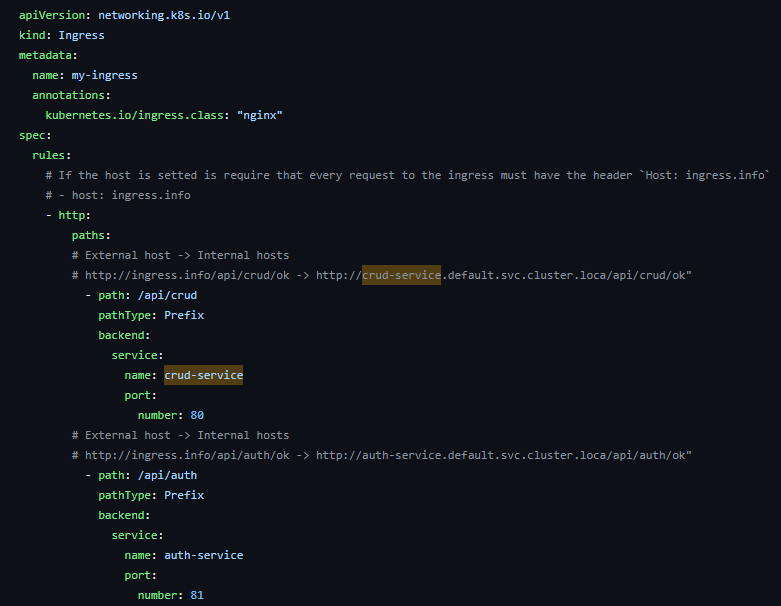 apiVersion: networking.k8s.io/v1
kind: Ingress
metadata:
  name: my-ingress
  annotations:
    kubernetes.io/ingress.class: "nginx"
spec:
  rules:
    # If the host is setted is require that every request to the ingress must have the header `Host: ingress.info`
    # - host: ingress.info
    - http:
        paths:
        # External host -> Internal hosts
        # http://ingress.info/api/crud/ok -> http://crud-service.default.svc.cluster.loca/api/crud/ok"
          - path: /api/crud
            pathType: Prefix
            backend:
              service:
                name: crud-service
                port:
                  number: 80
        # External host -> Internal hosts
        # http://ingress.info/api/auth/ok -> http://auth-service.default.svc.cluster.loca/api/auth/ok"
          - path: /api/auth
            pathType: Prefix
            backend:
              service:
                name: auth-service
                port:
                  number: 81